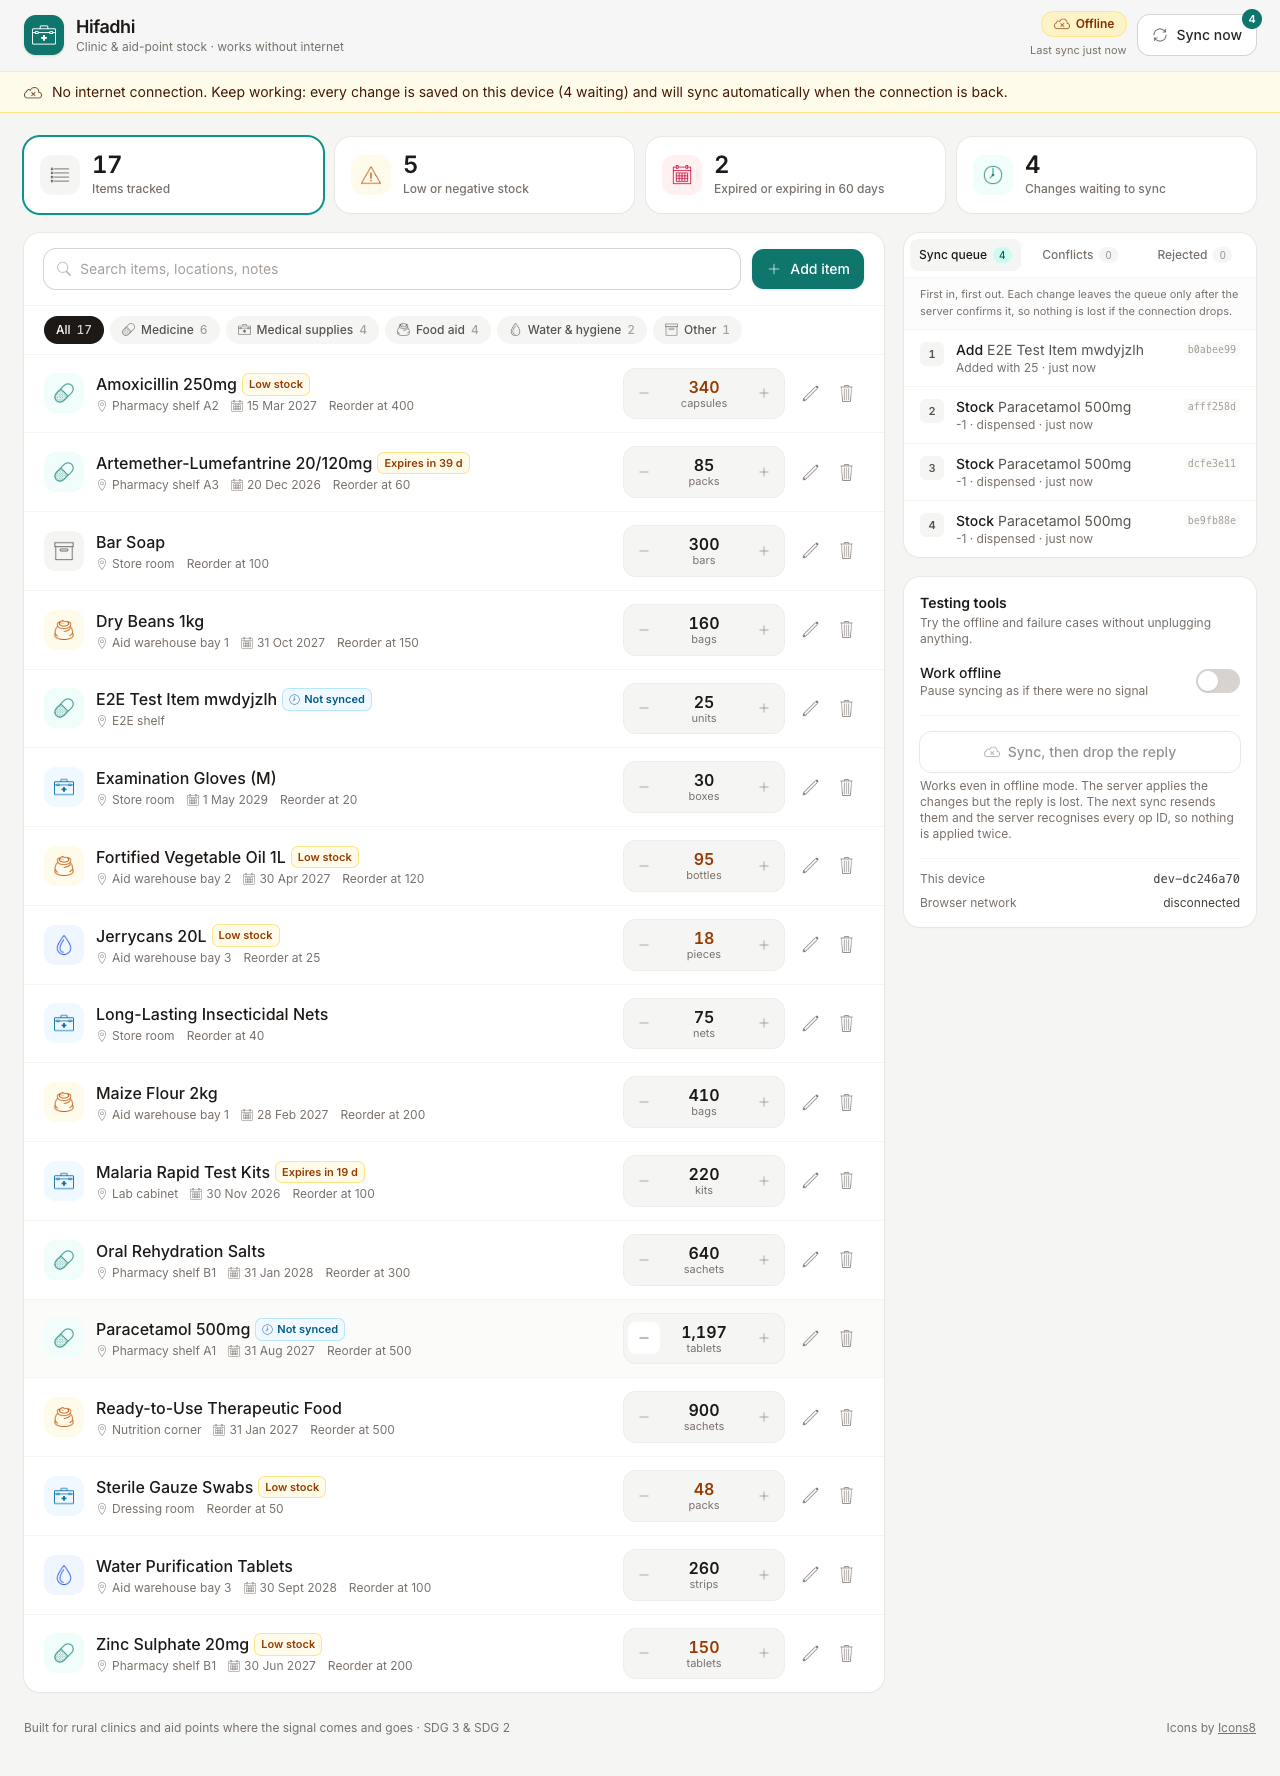 Hifadhi
Clinic & aid-point stock · works without internet
Offline
Last sync just now
Sync now
4
No internet connection. Keep working: every change is saved on this device (4 waiting) and will sync automatically when the connection is back.
17
Items tracked
5
Low or negative stock
2
Expired or expiring in 60 days
4
Changes waiting to sync
Search items, locations, notes
Add item
All 17
Medicine 6
Medical supplies 4
Food aid 4
Water & hygiene 2
Other 1
Amoxicillin 250mg Low stock
Pharmacy shelf A2 15 Mar 2027 Reorder at 400
340
capsules
Artemether-Lumefantrine 20/120mg Expires in 39 d
Pharmacy shelf A3 20 Dec 2026 Reorder at 60
85
packs
Bar Soap
Store room Reorder at 100
300
bars
Dry Beans 1kg
Aid warehouse bay 1 31 Oct 2027 Reorder at 150
160
bags
E2E Test Item mwdyjzlh Not synced
E2E shelf
25
units
Examination Gloves (M)
Store room 1 May 2029 Reorder at 20
30
boxes
Fortified Vegetable Oil 1L Low stock
Aid warehouse bay 2 30 Apr 2027 Reorder at 120
95
bottles
Jerrycans 20L Low stock
Aid warehouse bay 3 Reorder at 25
18
pieces
Long-Lasting Insecticidal Nets
Store room Reorder at 40
75
nets
Maize Flour 2kg
Aid warehouse bay 1 28 Feb 2027 Reorder at 200
410
bags
Malaria Rapid Test Kits Expires in 19 d
Lab cabinet 30 Nov 2026 Reorder at 100
220
kits
Oral Rehydration Salts
Pharmacy shelf B1 31 Jan 2028 Reorder at 300
640
sachets
Paracetamol 500mg Not synced
Pharmacy shelf A1 31 Aug 2027 Reorder at 500
1,197
tablets
Ready-to-Use Therapeutic Food
Nutrition corner 31 Jan 2027 Reorder at 500
900
sachets
Sterile Gauze Swabs Low stock
Dressing room Reorder at 50
48
packs
Water Purification Tablets
Aid warehouse bay 3 30 Sept 2028 Reorder at 100
260
strips
Zinc Sulphate 20mg Low stock
Pharmacy shelf B1 30 Jun 2027 Reorder at 200
150
tablets
Sync queue 4
Conflicts 0
Rejected 0
First in, first out. Each change leaves the queue only after the
server confirms it, so nothing is lost if the connection drops.
1 Add E2E Test Item mwdyjzlh b0abee99
Added with 25 · just now
2 Stock Paracetamol 500mg afff258d
-1 · dispensed · just now
3 Stock Paracetamol 500mg dcfe3e11
-1 · dispensed · just now
4 Stock Paracetamol 500mg be9fb88e
-1 · dispensed · just now
Testing tools
Try the offline and failure cases without unplugging
anything.
Work offline
Pause syncing as if there were no signal
Sync, then drop the reply
Works even in offline mode. The server applies the
changes but the reply is lost. The next sync resends
them and the server recognises every op ID, so nothing
is applied twice.
This device dev-dc246a70
Browser network disconnected
Built for rural clinics and aid points where the signal comes and goes · SDG 3 & SDG 2
Icons by Icons8